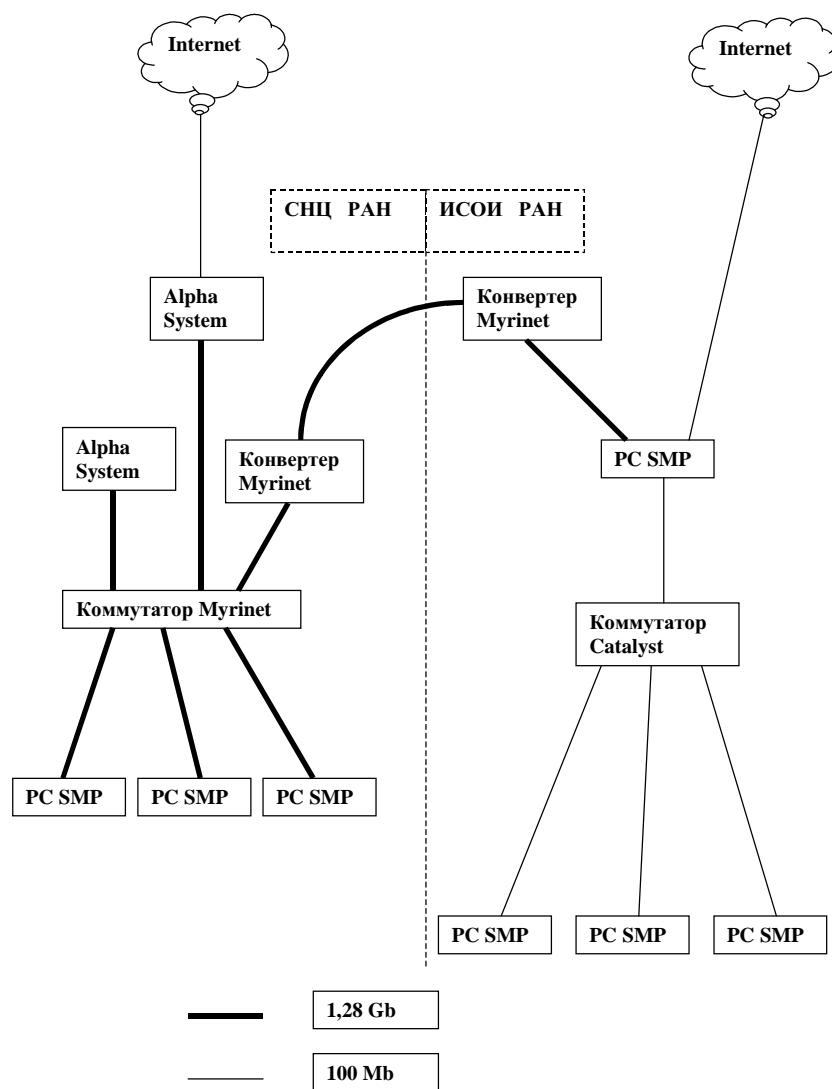 Internet
Internet
СНЦ РАН
ИСОИ РАН
Alpha
System
Конвертер
Myrinet
Alpha
System
Конвертер
Myrinet
PC SMP
Коммутатор Myrinet
Коммутатор
Catalyst
PC SMP
PC SMP
PC SMP
PC SMP
PC SMP
PC SMP
1,28 Gb
100 Mb